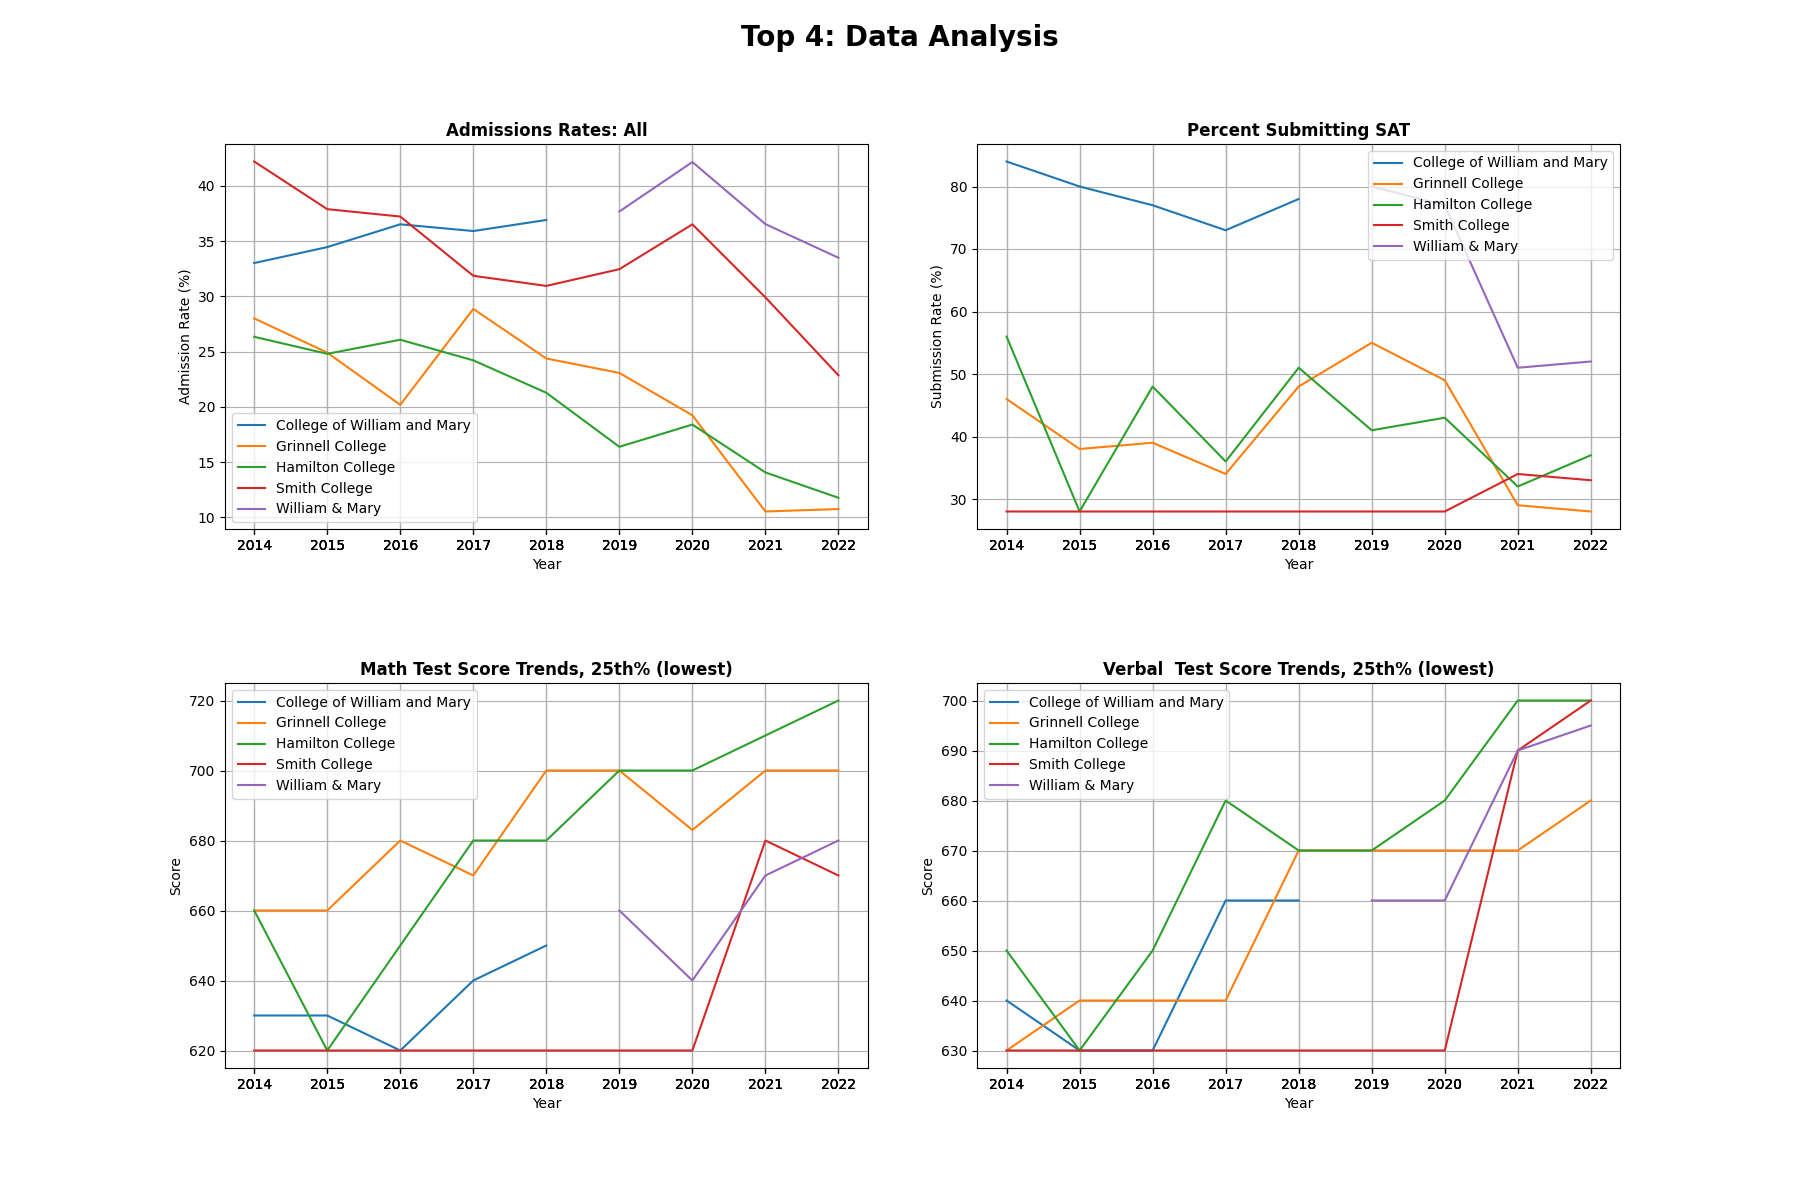 Top 4: Data Analysis
Admissions Rates: All
Admission Rate (%)
40
35
30
25
20
15
10
College of William and Mary
Grinnell College
Hamilton College
Smith College
William & Mary
2014 2015 2016 2017 2018 2019 2020 2021 2022
Year
Percent Submitting SAT
Submission Rate (%)
80
70
60
50
40
30
College of William and Mary
Grinnell College
Hamilton College
Smith College
William & Mary
2014 2015 2016 2017 2018 2019 2020 2021 2022
Year
Math Test Score Trends, 25th% (lowest)
Score
720
700
680
660
640
620
College of William and Mary
Grinnell College
Hamilton College
Smith College
William & Mary
2014 2015 2016 2017 2018 2019 2020 2021 2022
Year
Verbal  Test Score Trends, 25th% (lowest)
Score
700
690
680
670
660
650
640
630
College of William and Mary
Grinnell College
Hamilton College
Smith College
William & Mary
2014 2015 2016 2017 2018 2019 2020 2021 2022
Year